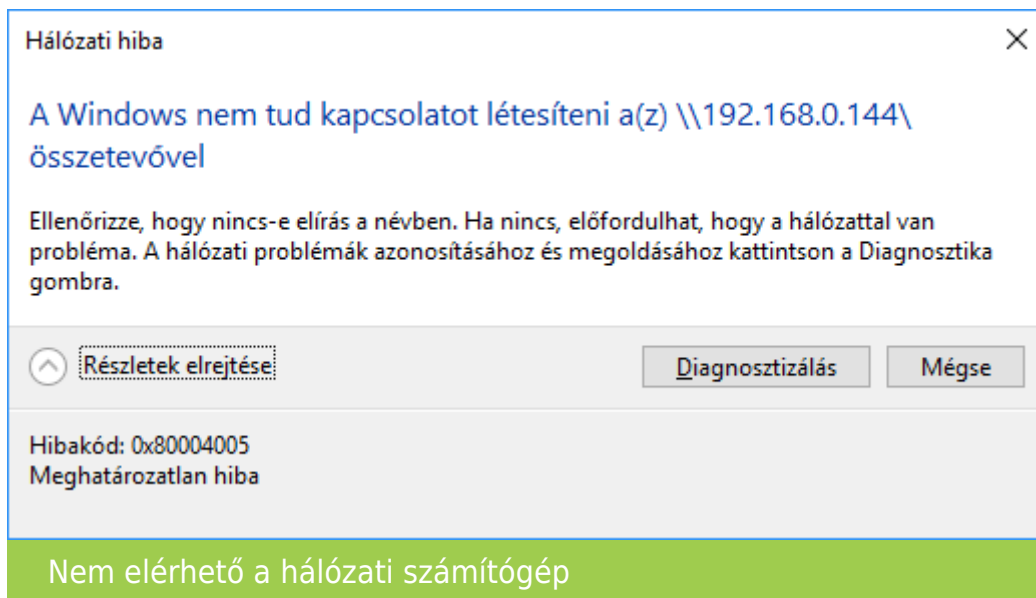 Hálózati hiba
A Windows nem tud kapcsolatot létesíteni a(z) \\192.168.0.144\
összetevővel
Ellenőrizze, hogy nincs-e elírás a névben. Ha nincs, előfordulhat, hogy a hálózattal van
probléma. A hálózati problémák azonosításához és megoldásához kattintson a Diagnosztika
gombra.
Részletek elrejtése
Diagnosztizálás
Mégse
Hibakód: 0x80004005
Meghatározatlan hiba
Nem elérhető a hálózati számítógép